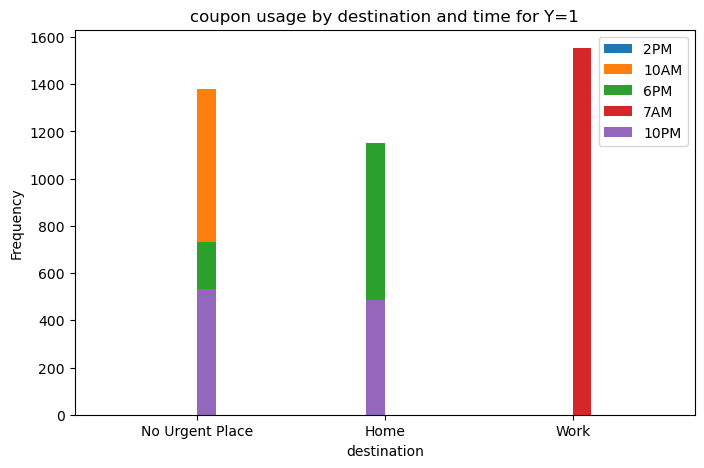 coupon usage by destination and time for Y=1
1600
1400
1200
1000
800
600
400
200
0
Frequency
2PM
10AM
6PM
7AM
10PM
No Urgent Place
Home
Work
destination